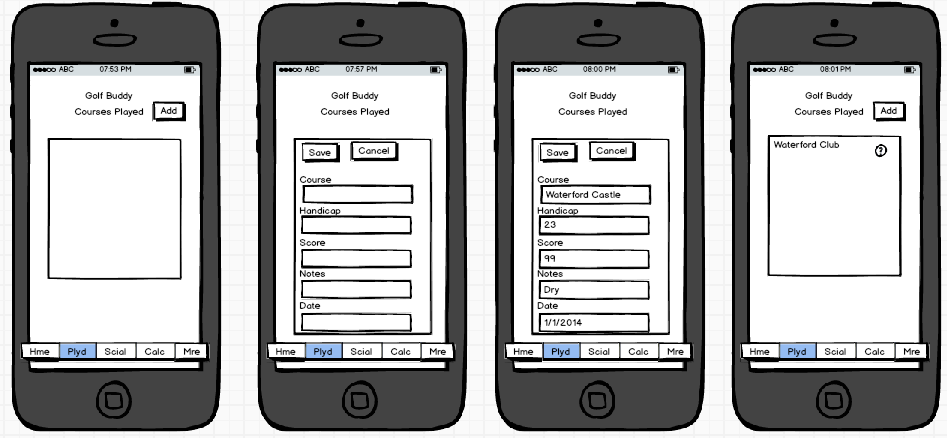 ABC 07:53 PM
Golf Buddy
Courses Played Add
Hme Plyd Scial Calc Mre
ABC 07:57 PM
Golf Buddy
Courses Played
Save Cancel
Course
Handicap
Score
Notes
Date
Hme Plyd Scial Calc Mre
ABC 08:00 PM
Golf Buddy
Courses Played
Save Cancel
Course
Waterford Castle
Handicap
23
Score
99
Notes
Dry
Date
1/1/2014
Hme Plyd Scial Calc Mre
ABC 08:01 PM
Golf Buddy
Courses Played Add
Waterford Club ?
Hme Plyd Scial Calc Mre